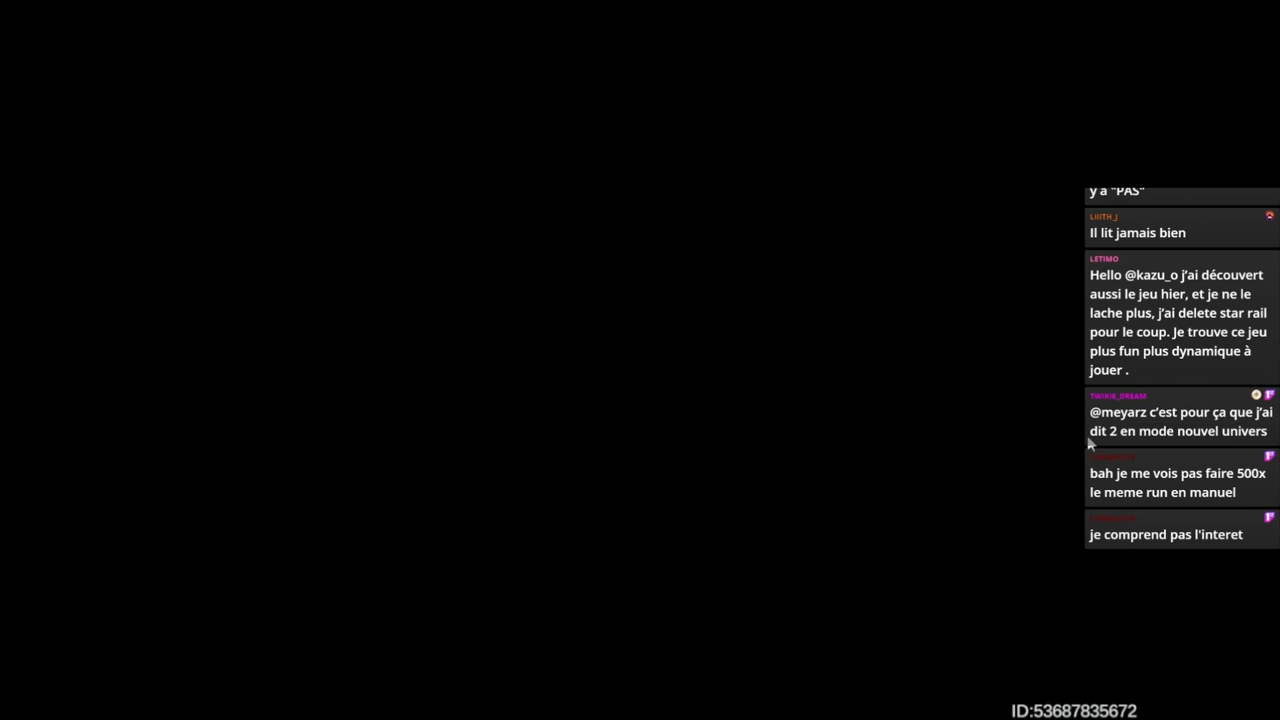 y a "PAS"
LIIITH_J
Il lit jamais bien
LETIMO
Hello @kazu_o j'ai découvert
aussi le jeu hier, et je ne le
lache plus, j'ai delete star rail
pour le coup. Je trouve ce jeu
plus fun plus dynamique à
jouer .
TWIXIE_DREAM
@meyarz c'est pour ça que j'ai
dit 2 en mode nouvel univers
bah je me vois pas faire 500x
le meme run en manuel
je comprend pas l'interet
ID:53687835672